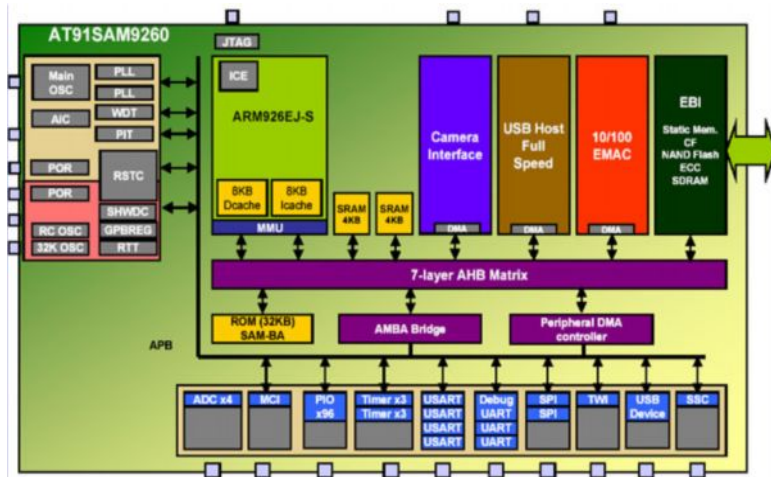 AT91SAM9260
JTAG
Main
OSC
PLL
PLL
AIC
WDT
PIT
POR
RSTC
POR
SHWDC
RC OSC
GPBREG
32K OSC
RTT
ICE
ARM926EJ-S
8KB
Dcache
8KB
Icache
MMU
SRAM
4KB
SRAM
4KB
Camera
Interface
DMA
USB Host
Full
Speed
DMA
10/100
EMAC
DMA
EBI
Static Mem.
CF
NAND Flash
ECC
SDRAM
7-layer AHB Matrix
ROM (32KB)
SAM-BA
AMBA Bridge
Peripheral DMA
controller
APB
ADC x4
MCI
PIO
x96
Timer x3
Timer x3
USART
USART
USART
USART
Debug
UART
UART
UART
SPI
SPI
TWI
USB
Device
SSC